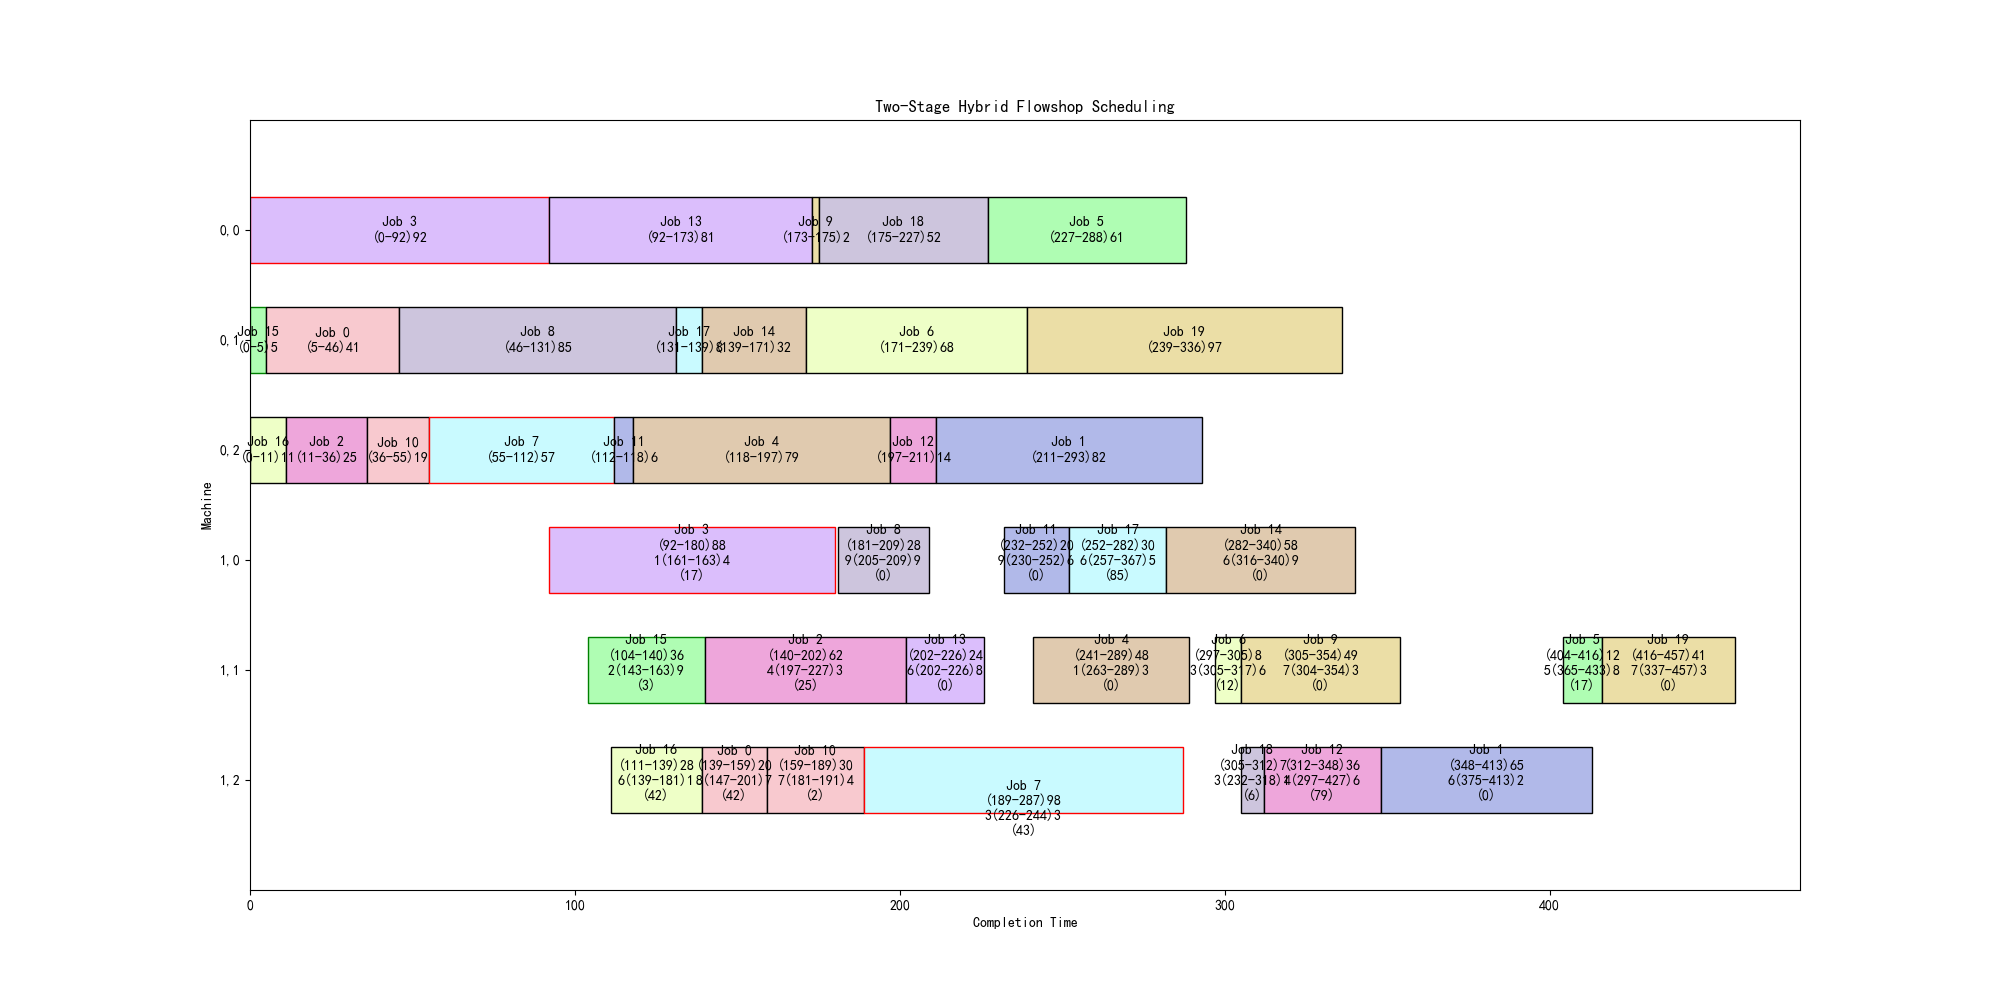 Two-Stage Hybrid Flowshop Scheduling
0,0
Job 3
(0-92)92
Job 13
(92-173)81
Job 9
(173-175)2
Job 18
(175-227)52
Job 5
(227-288)61
0,1
Job 15
(0-5)5
Job 0
(5-46)41
Job 8
(46-131)85
Job 17
(131-139)8
Job 14
(139-171)32
Job 6
(171-239)68
Job 19
(239-336)97
0,2
Job 16
(0-11)11
Job 2
(11-36)25
Job 10
(36-55)19
Job 7
(55-112)57
Job 11
(112-118)6
Job 4
(118-197)79
Job 12
(197-211)14
Job 1
(211-293)82
Machine
1,0
Job 3
(92-180)88
1(161-163)4
(17)
Job 8
(181-209)28
9(205-209)9
(0)
Job 11
(232-252)20
9(230-252)6
(0)
Job 17
(252-282)30
6(257-367)5
(85)
Job 14
(282-340)58
6(316-340)9
(0)
1,1
Job 15
(104-140)36
2(143-163)9
(3)
Job 2
(140-202)62
4(197-227)3
(25)
Job 13
(202-226)24
6(202-226)8
(0)
Job 4
(241-289)48
1(263-289)3
(0)
Job 6
(297-305)8
3(305-317)6
(12)
Job 9
(305-354)49
7(304-354)3
(0)
Job 5
(404-416)12
5(365-433)8
(17)
Job 19
(416-457)41
7(337-457)3
(0)
1,2
Job 16
(111-139)28
6(139-181)1
(42)
Job 0
(139-159)20
8(147-201)7
(42)
Job 10
(159-189)30
7(181-191)4
(2)
Job 7
(189-287)98
3(226-244)3
(43)
Job 18
(305-312)7
3(232-318)
(6)
Job 12
(312-348)36
4(297-427)6
(79)
Job 1
(348-413)65
6(375-413)2
(0)
0
100
200
300
400
Completion Time